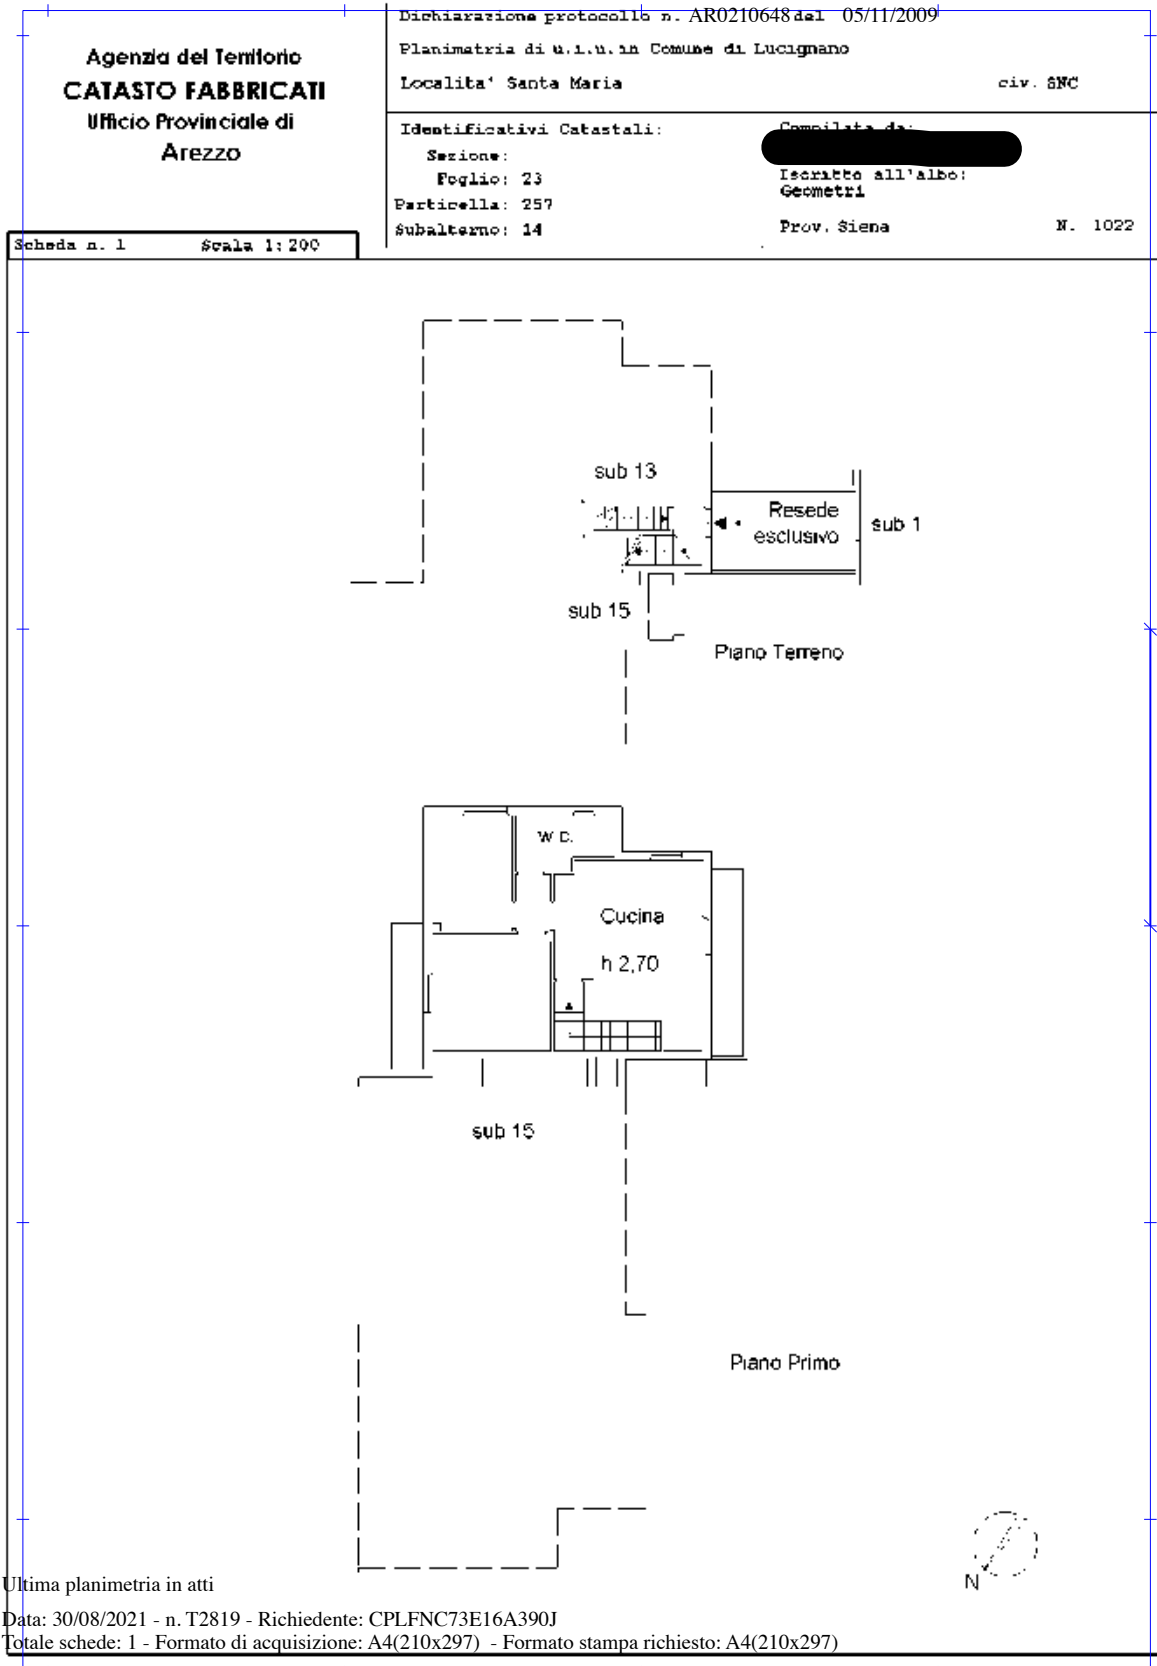 Agenzia del Territorio
CATASTO FABBRICATI
Ufficio Provinciale di
Arezzo
Dichiarazione protocollo n. AR0210648 del 05/11/2009
Planimetria di u.i.u. in Comune di Lucignano
Localita' Santa Maria civ. SNC
Identificativi Catastali:
Sezione:
Foglio: 23
Particella: 257
Subalterno: 14
Compilata da:
Iscritto all'albo:
Geometri
Prov. Siena N. 1022
Scheda n. 1 Scala 1:200
sub 13
Resede
esclusivo
sub 1
sub 15
Piano Terreno
W.C.
Cucina
h 2,70
sub 15
Piano Primo
N
Ultima planimetria in atti
Data: 30/08/2021 - n. T2819 - Richiedente: CPLFNC73E16A390J
Totale schede: 1 - Formato di acquisizione: A4(210x297) - Formato stampa richiesto: A4(210x297)